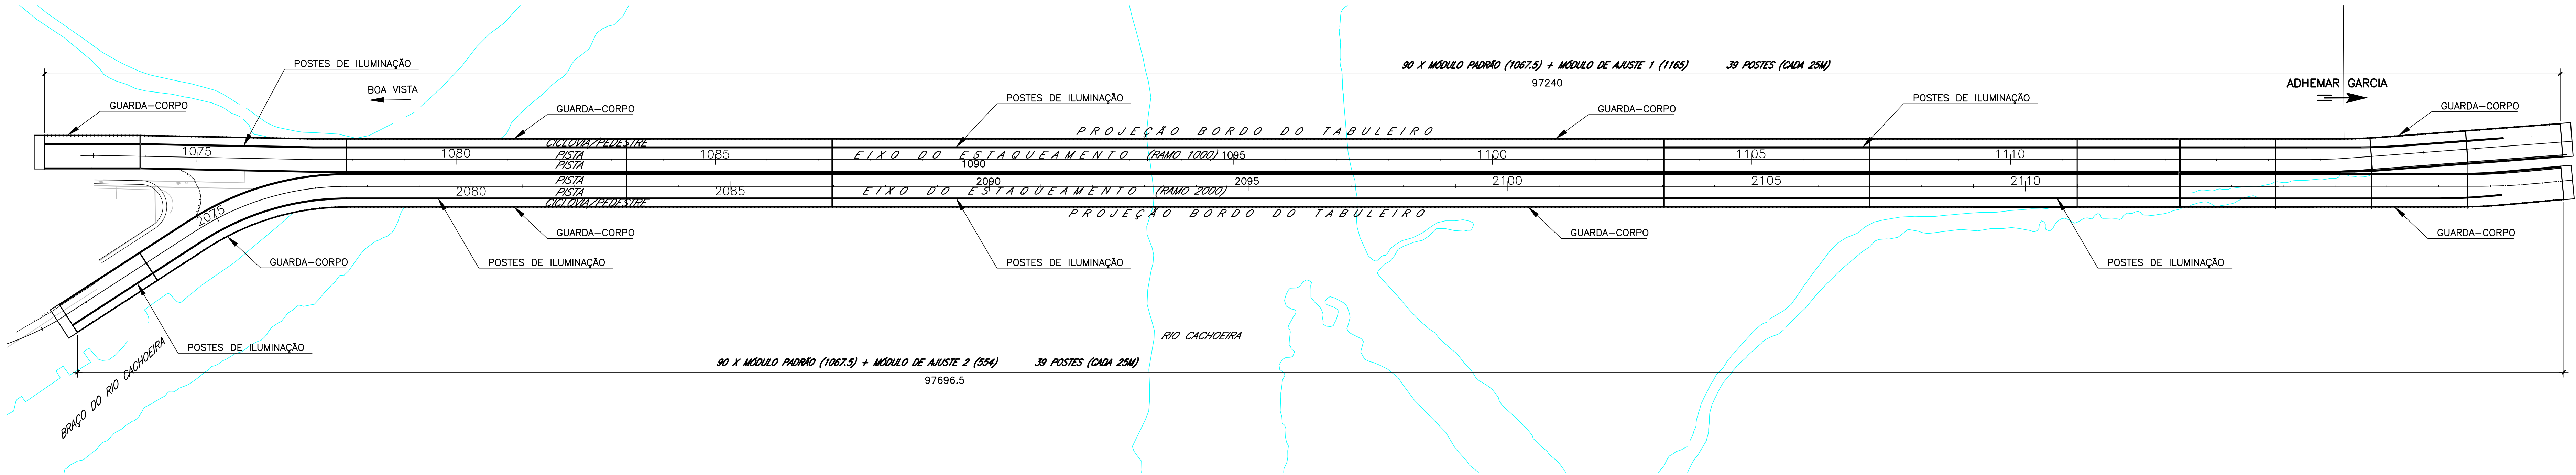 90 X MÓDULO PADRÃO (1067.5) + MÓDULO DE AJUSTE 1 (1165) 39 POSTES (CADA 25M)
97240
POSTES DE ILUMINAÇÃO
BOA VISTA
ADHEMAR GARCIA
GUARDA-CORPO
GUARDA-CORPO
POSTES DE ILUMINAÇÃO
GUARDA-CORPO
POSTES DE ILUMINAÇÃO
GUARDA-CORPO
PROJEÇÃO BORDO DO TABULEIRO
CICLOVIA/PEDESTRE
1075
1080
PISTA
1085
EIXO DO ESTAQUEAMENTO (RAMO 1000)
1095
1100
1105
1110
PISTA
1090
PISTA
2075
2080
2085
2090
2095
2100
2105
2110
PISTA
EIXO DO ESTAQUEAMENTO (RAMO 2000)
CICLOVIA/PEDESTRE
PROJEÇÃO BORDO DO TABULEIRO
GUARDA-CORPO
GUARDA-CORPO
GUARDA-CORPO
GUARDA-CORPO
POSTES DE ILUMINAÇÃO
POSTES DE ILUMINAÇÃO
POSTES DE ILUMINAÇÃO
RIO CACHOEIRA
POSTES DE ILUMINAÇÃO
BRAÇO DO RIO CACHOEIRA
90 X MÓDULO PADRÃO (1067.5) + MÓDULO DE AJUSTE 2 (554) 39 POSTES (CADA 25M)
97696.5